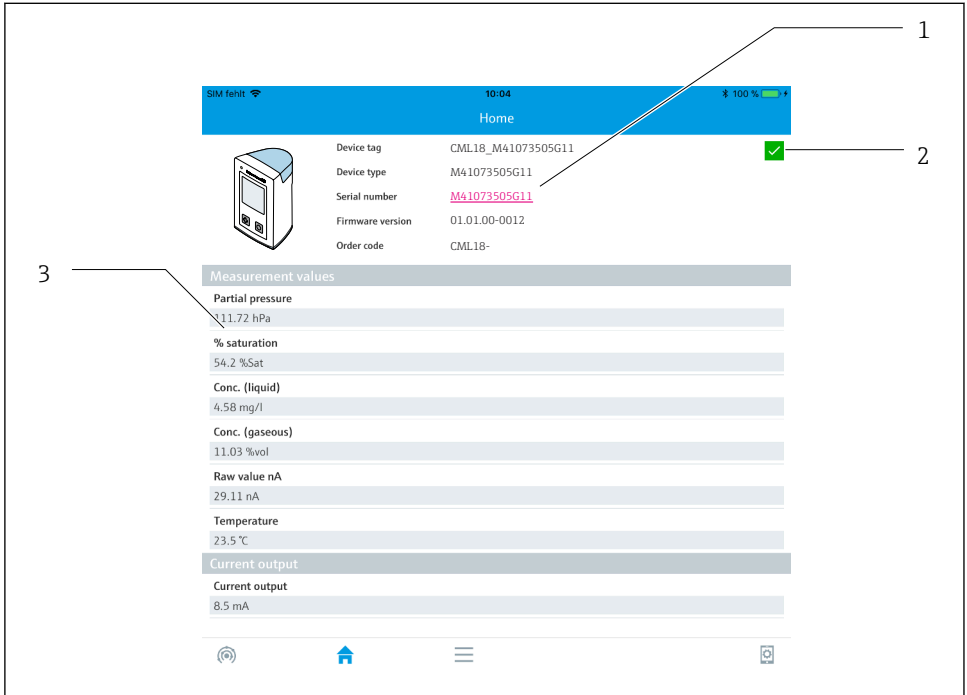 1
SIM fehlt 10:04 100 %
Home
Device tag CML18_M41073505G11
2
Device type M41073505G11
Serial number M41073505G11
Firmware version 01.01.00-0012
Order code CML18-
3
Measurement values
Partial pressure
111.72 hPa
% saturation
54.2 %Sat
Conc. (liquid)
4.58 mg/l
Conc. (gaseous)
11.03 %vol
Raw value nA
29.11 nA
Temperature
23.5 °C
Current output
Current output
8.5 mA